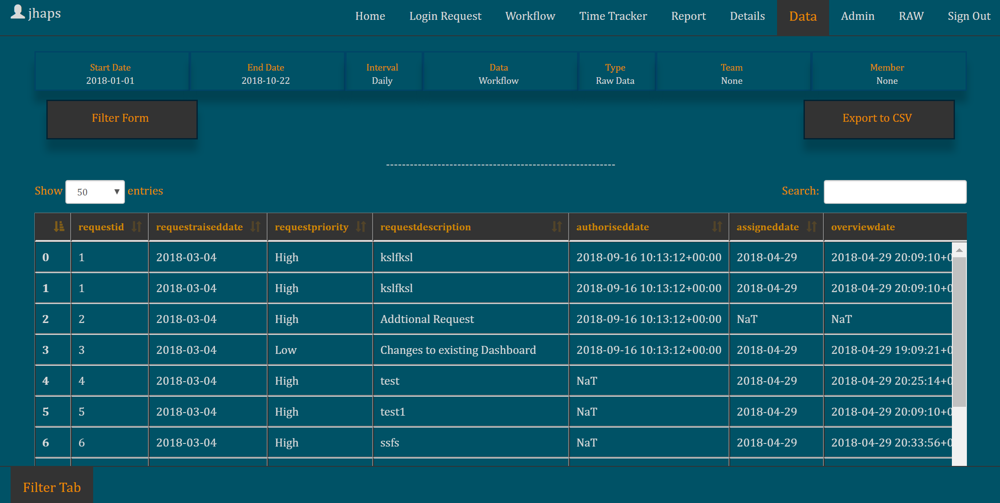 jhaps
Home Login Request Workflow Time Tracker Report Details Data Admin RAW Sign Out
Start Date End Date Interval Data Type Team Member
2018-01-01 2018-10-22 Daily Workflow Raw Data None None
Filter Form Export to CSV
----------------------------------------------------------
Show 50 entries Search:
requestid requestraiseddate requestpriority requestdescription authoriseddate assigneddate overviewdate
0 1 2018-03-04 High kslfksl 2018-09-16 10:13:12+00:00 2018-04-29 2018-04-29 20:09:10+0
1 1 2018-03-04 High kslfksl 2018-09-16 10:13:12+00:00 2018-04-29 2018-04-29 20:09:10+0
2 2 2018-03-04 High Addtional Request 2018-09-16 10:13:12+00:00 NaT NaT
3 3 2018-03-04 Low Changes to existing Dashboard 2018-09-16 10:13:12+00:00 2018-04-29 2018-04-29 19:09:21+0
4 4 2018-03-04 High test NaT 2018-04-29 2018-04-29 20:25:14+0
5 5 2018-03-04 High test1 NaT 2018-04-29 2018-04-29 20:09:10+0
6 6 2018-03-04 High ssfs NaT 2018-04-29 2018-04-29 20:33:56+0
Filter Tab